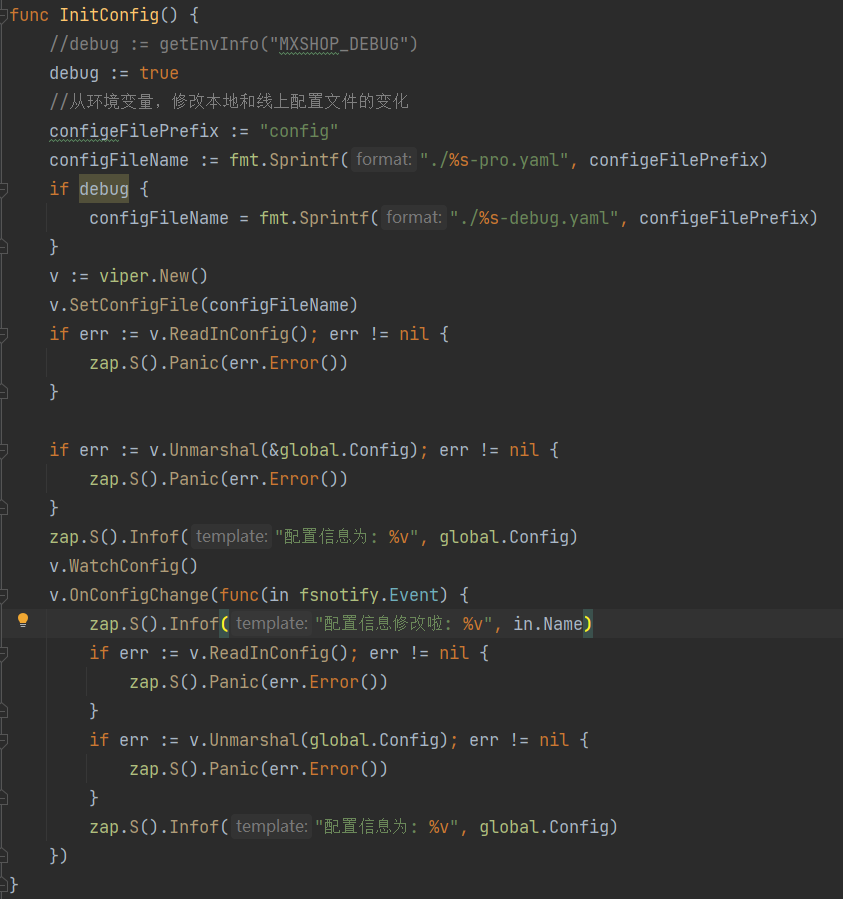 func InitConfig() {
//debug := getEnvInfo("MXSHOP_DEBUG")
debug := true
//从环境变量，修改本地和线上配置文件的变化
configeFilePrefix := "config"
configFileName := fmt.Sprintf( format: "./%s-pro.yaml", configeFilePrefix)
if debug {
configFileName = fmt.Sprintf( format: "./%s-debug.yaml", configeFilePrefix)
}
v := viper.New()
v.SetConfigFile(configFileName)
if err := v.ReadInConfig(); err != nil {
zap.S().Panic(err.Error())
}
if err := v.Unmarshal(&global.Config); err != nil {
zap.S().Panic(err.Error())
}
zap.S().Infof( template: "配置信息为: %v", global.Config)
v.WatchConfig()
v.OnConfigChange(func(in fsnotify.Event) {
zap.S().Infof( template: "配置信息修改啦: %v", in.Name)
if err := v.ReadInConfig(); err != nil {
zap.S().Panic(err.Error())
}
if err := v.Unmarshal(global.Config); err != nil {
zap.S().Panic(err.Error())
}
zap.S().Infof( template: "配置信息为: %v", global.Config)
})
}